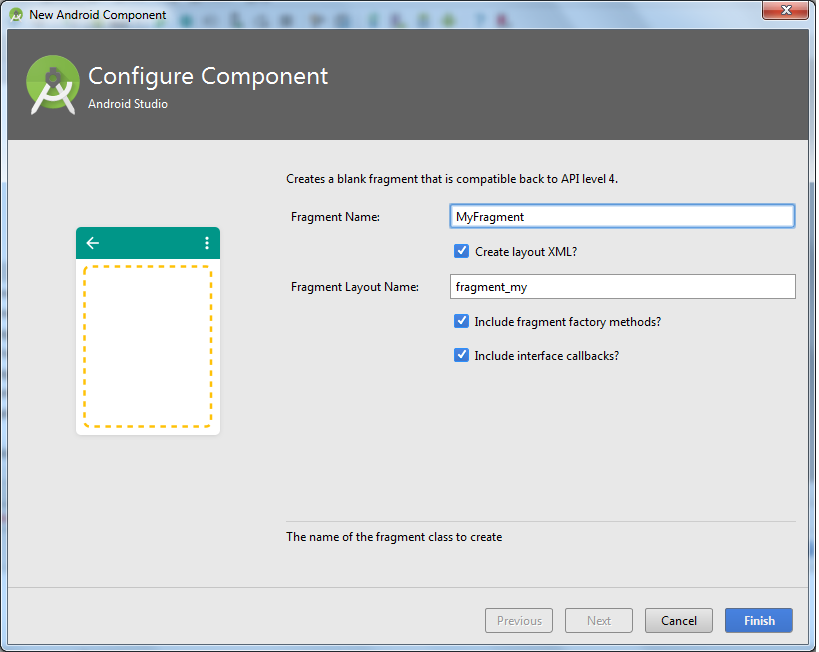 New Android Component
Configure Component
Android Studio
Creates a blank fragment that is compatible back to API level 4.
Fragment Name:
MyFragment
Create layout XML?
Fragment Layout Name:
fragment_my
Include fragment factory methods?
Include interface callbacks?
The name of the fragment class to create
Previous
Next
Cancel
Finish